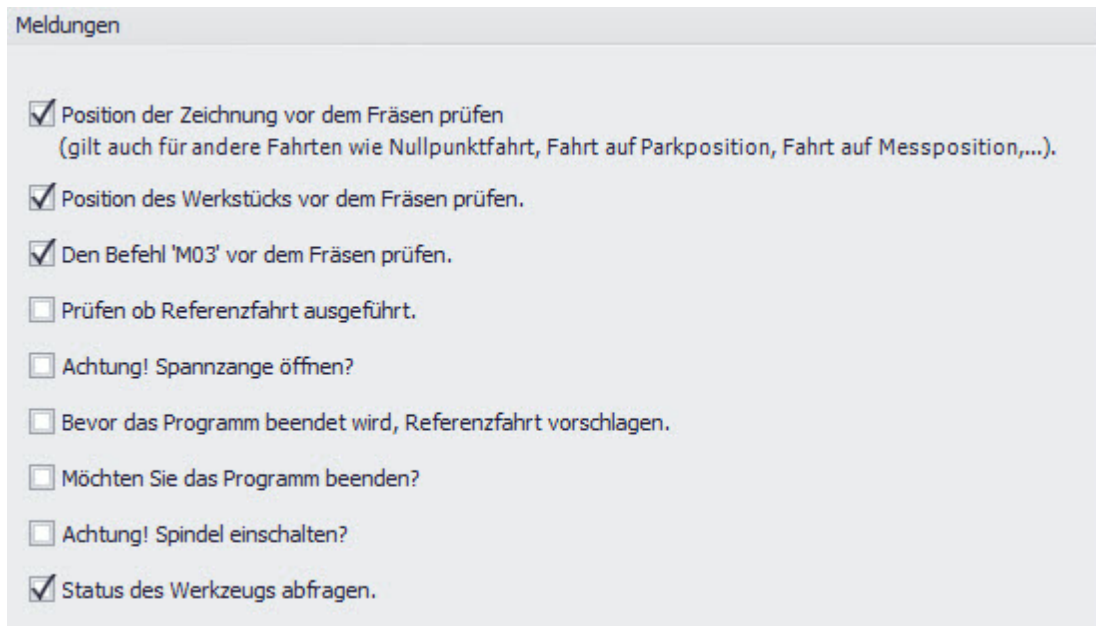 Meldungen
Position der Zeichnung vor dem Fräsen prüfen
(gilt auch für andere Fahrten wie Nullpunktfahrt, Fahrt auf Parkposition, Fahrt auf Messposition,...).
Position des Werkstücks vor dem Fräsen prüfen.
Den Befehl 'M03' vor dem Fräsen prüfen.
Prüfen ob Referenzfahrt ausgeführt.
Achtung! Spannzange öffnen?
Bevor das Programm beendet wird, Referenzfahrt vorschlagen.
Möchten Sie das Programm beenden?
Achtung! Spindel einschalten?
Status des Werkzeugs abfragen.